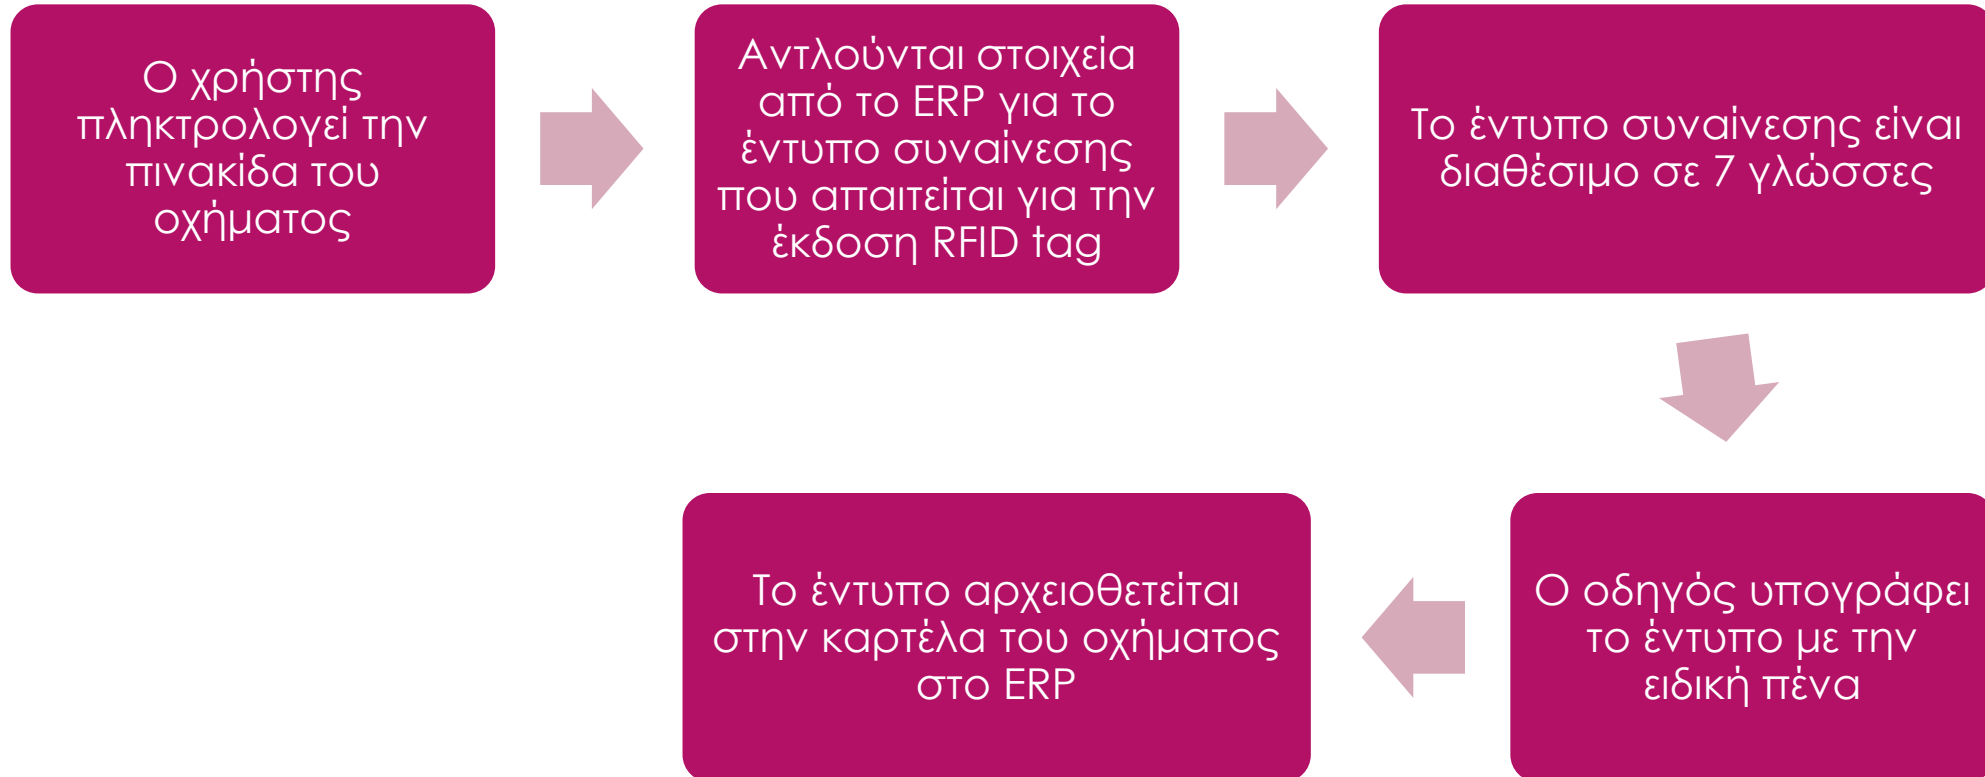 Ο χρήστης
πληκτρολογεί την
πινακίδα του
οχήματος
Αντλούνται στοιχεία
από το ERP για το
έντυπο συναίνεσης
που απαιτείται για την
έκδοση RFID tag
Το έντυπο συναίνεσης είναι
διαθέσιμο σε 7 γλώσσες
Ο οδηγός υπογράφει
το έντυπο με την
ειδική πένα
Το έντυπο αρχειοθετείται
στην καρτέλα του οχήματος
στο ERP